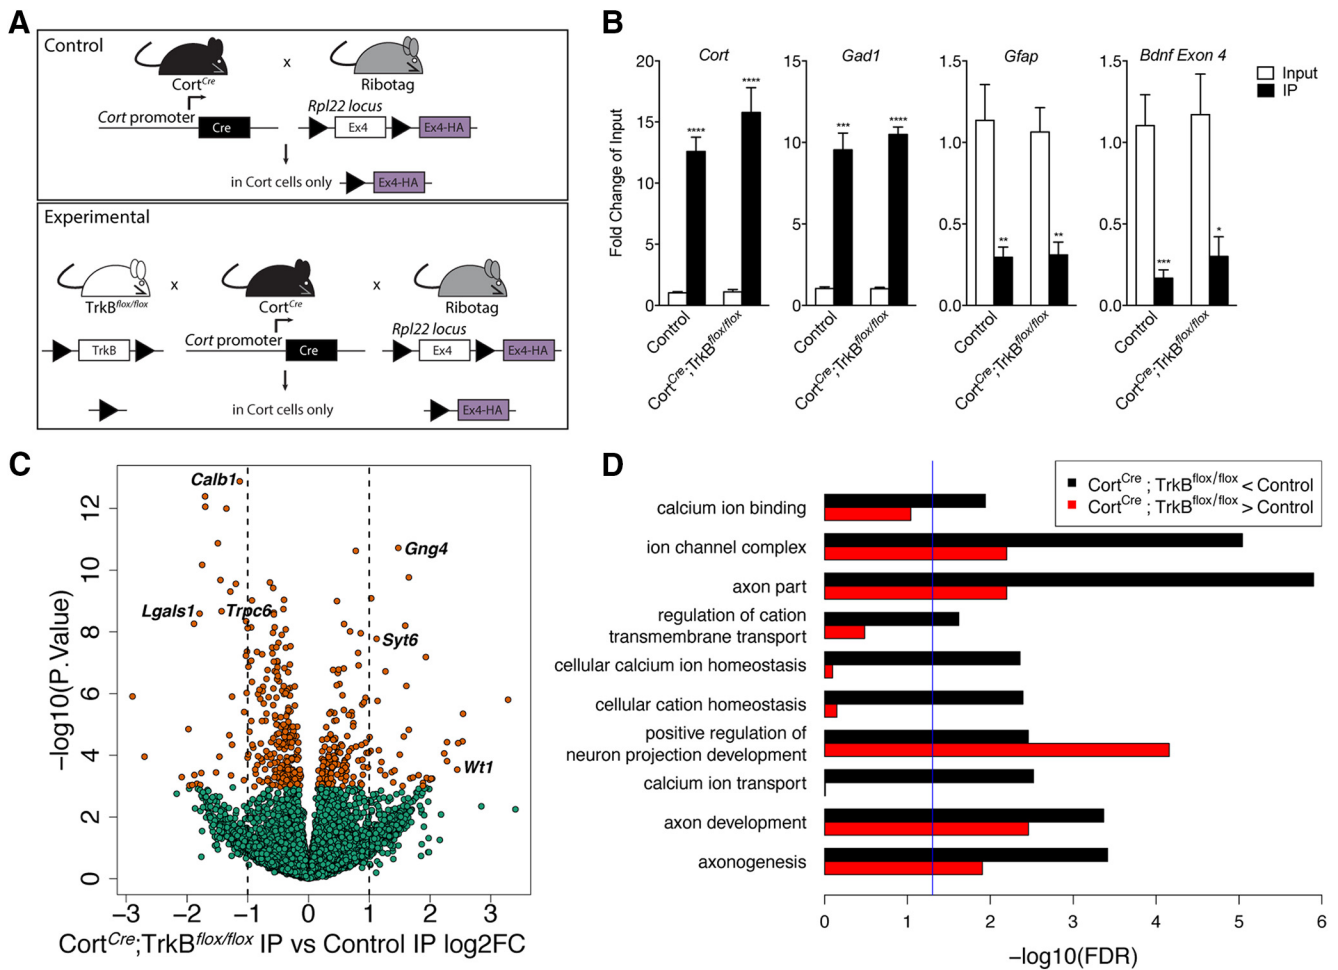 A
Control
Cort^Cre
x
Ribotag
Cort promoter
Cre
Rpl22 locus
Ex4
Ex4-HA
in Cort cells only
Ex4-HA
Experimental
TrkB^flox/flox
x
Cort^Cre
x
Ribotag
TrkB
Cort promoter
Cre
Rpl22 locus
Ex4
Ex4-HA
in Cort cells only
Ex4-HA
B
Fold Change of Input
Cort
20
15
10
5
0
****
****
Control
Cort^Cre;TrkB^flox/flox
Gad1
15
10
5
0
***
****
Control
Cort^Cre;TrkB^flox/flox
Gfap
1.5
1.0
0.5
0.0
**
**
Control
Cort^Cre;TrkB^flox/flox
Bdnf Exon 4
1.5
1.0
0.5
0.0
***
*
Control
Cort^Cre;TrkB^flox/flox
Input
IP
C
−log10(P.Value)
12
10
8
6
4
2
0
Calb1
Gng4
Lgals1
Trpc6
Syt6
Wt1
−3 −2 −1 0 1 2 3
Cort^Cre;TrkB^flox/flox IP vs Control IP log2FC
D
Cort^Cre ; TrkB^flox/flox < Control
Cort^Cre ; TrkB^flox/flox > Control
calcium ion binding
ion channel complex
axon part
regulation of cation
transmembrane transport
cellular calcium ion homeostasis
cellular cation homeostasis
positive regulation of
neuron projection development
calcium ion transport
axon development
axonogenesis
0 1 2 3 4 5 6
−log10(FDR)